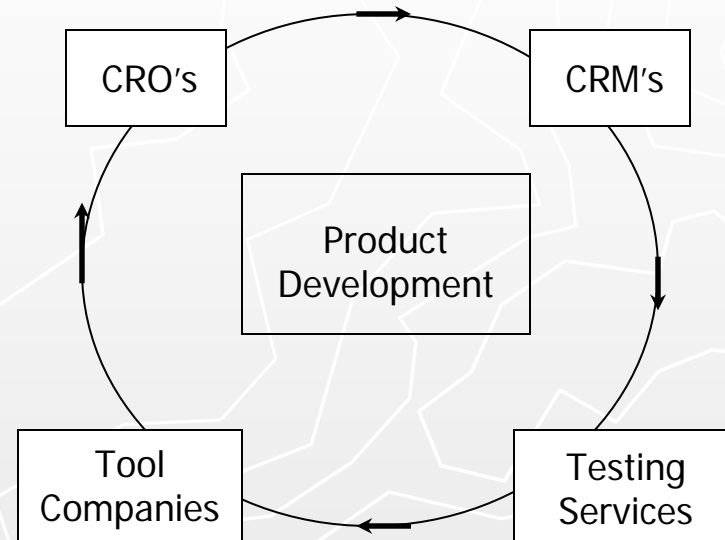 CRO's
CRM's
Product
Development
Tool
Companies
Testing
Services